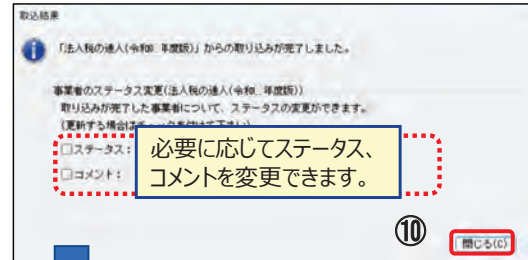 取込結果
「法人税の達人(令和○年度版)」からの取り込みが完了しました。
事業者のステータス変更(法人税の達人(令和○年度版))
取り込みが完了した事業者について、ステータスの変更ができます。
(更新する場合はチェックを付けて下さい)
ステータス：
コメント：
必要に応じてステータス、
コメントを変更できます。
⑩
閉じる(C)